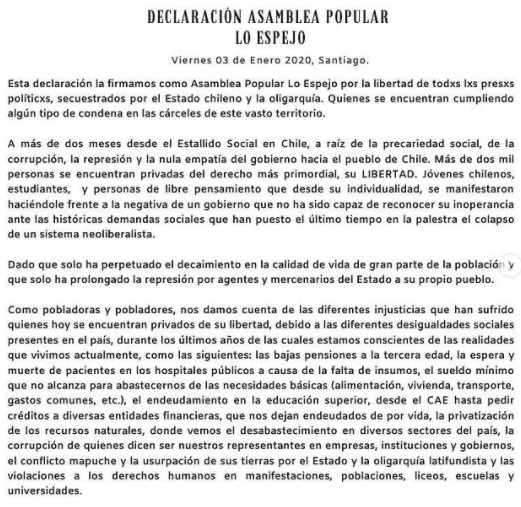 DECLARACIÓN ASAMBLEA POPULAR
LO ESPEJO
Viernes 03 de Enero 2020, Santiago.
Esta declaración la firmamos como Asamblea Popular Lo Espejo por la libertad de todxs lxs presxs
políticxs, secuestrados por el Estado chileno y la oligarquía. Quienes se encuentran cumpliendo
algún tipo de condena en las cárceles de este vasto territorio.
A más de dos meses desde el Estallido Social en Chile, a raíz de la precariedad social, de la
corrupción, la represión y la nula empatía del gobierno hacia el pueblo de Chile. Más de dos mil
personas se encuentran privadas del derecho más primordial, su LIBERTAD. Jóvenes chilenos,
estudiantes, y personas de libre pensamiento que desde su individualidad, se manifestaron
haciéndole frente a la negativa de un gobierno que no ha sido capaz de reconocer su inoperancia
ante las históricas demandas sociales que han puesto el último tiempo en la palestra el colapso
de un sistema neoliberalista.
Dado que solo ha perpetuado el decaimiento en la calidad de vida de gran parte de la población y
que solo ha prolongado la represión por agentes y mercenarios del Estado a su propio pueblo.
Como pobladoras y pobladores, nos damos cuenta de las diferentes injusticias que han sufrido
quienes hoy se encuentran privados de su libertad, debido a las diferentes desigualdades sociales
presentes en el país, durante los últimos años de las cuales estamos conscientes de las realidades
que vivimos actualmente, como las siguientes: las bajas pensiones a la tercera edad, la espera y
muerte de pacientes en los hospitales públicos a causa de la falta de insumos, el sueldo mínimo
que no alcanza para abastecernos de las necesidades básicas (alimentación, vivienda, transporte,
gastos comunes, etc.), el endeudamiento en la educación superior, desde el CAE hasta pedir
créditos a diversas entidades financieras, que nos dejan endeudados de por vida, la privatización
de los recursos naturales, donde vemos el desabastecimiento en diversos sectores del país, la
corrupción de quienes dicen ser nuestros representantes en empresas, instituciones y gobiernos,
el conflicto mapuche y la usurpación de sus tierras por el Estado y la oligarquía latifundista y las
violaciones a los derechos humanos en manifestaciones, poblaciones, liceos, escuelas y
universidades.